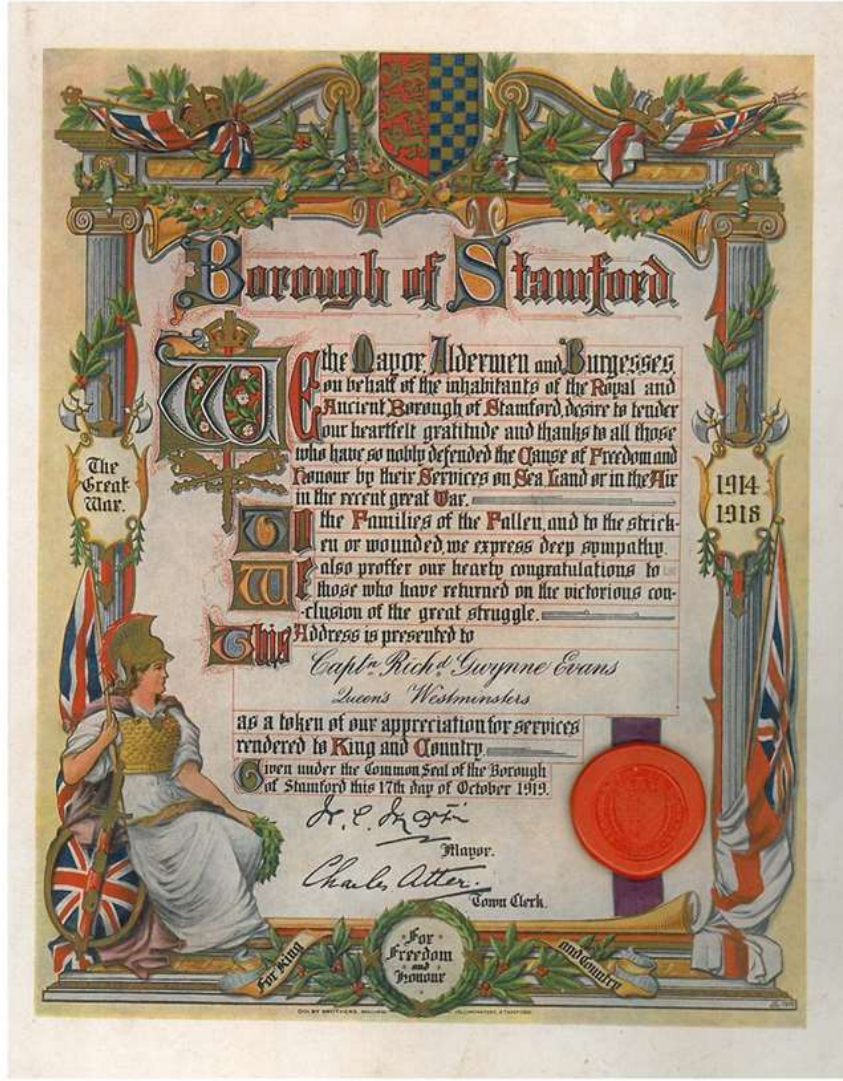 Borough of Stamford
WE the Mayor, Aldermen and Burgesses,
on behalf of the inhabitants of the Royal and
Ancient Borough of Stamford, desire to tender
our heartfelt gratitude and thanks to all those
who have so nobly defended the Cause of Freedom and
Honour by their Services on Sea Land or in the Air
in the recent great War.
TO the Families of the Fallen, and to the strick-
en or wounded, we express deep sympathy.
WE also proffer our hearty congratulations to
those who have returned on the victorious con-
-clusion of the great struggle.
This Address is presented to
Captn Richd Gwynne Evans
Queen's Westminsters
as a token of our appreciation for services
rendered to King and Country.
Given under the Common Seal of the Borough
of Stamford this 17th day of October 1919.
Mayor.
Charles Atter.
Town Clerk.
The
Great
War.
1914
1918
For King
For
Freedom
and
Honour
and Country
DOLBY BROTHERS, STAMFORD